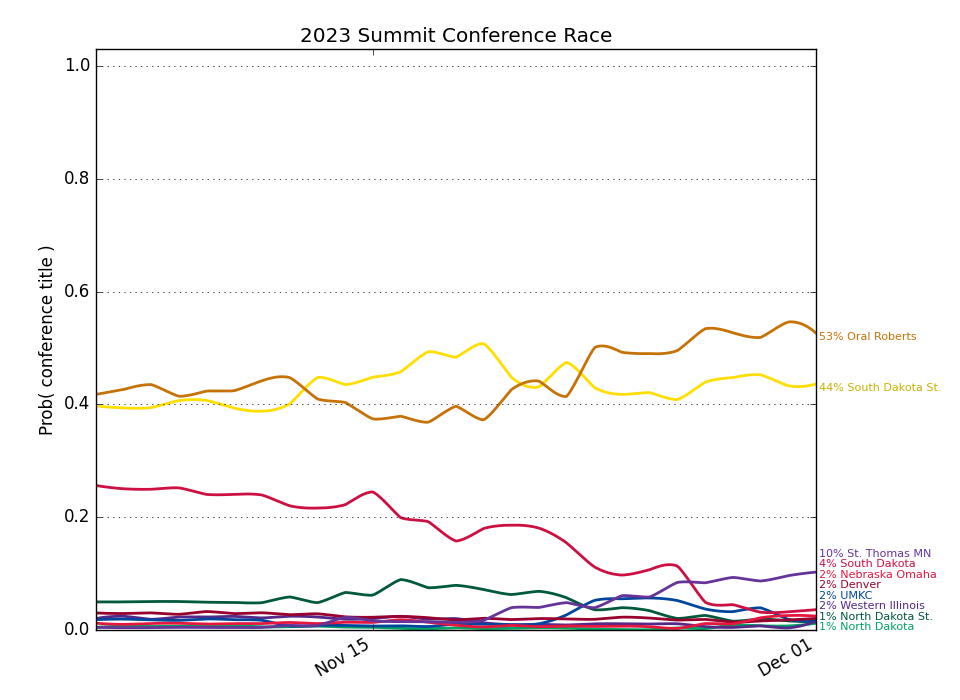 2023 Summit Conference Race
Prob( conference title )
1.0
0.8
0.6
0.4
0.2
0.0
Nov 15
Dec 01
53% Oral Roberts
44% South Dakota St.
10% St. Thomas MN
4% South Dakota
2% Nebraska Omaha
2% Denver
2% UMKC
2% Western Illinois
1% North Dakota St.
1% North Dakota